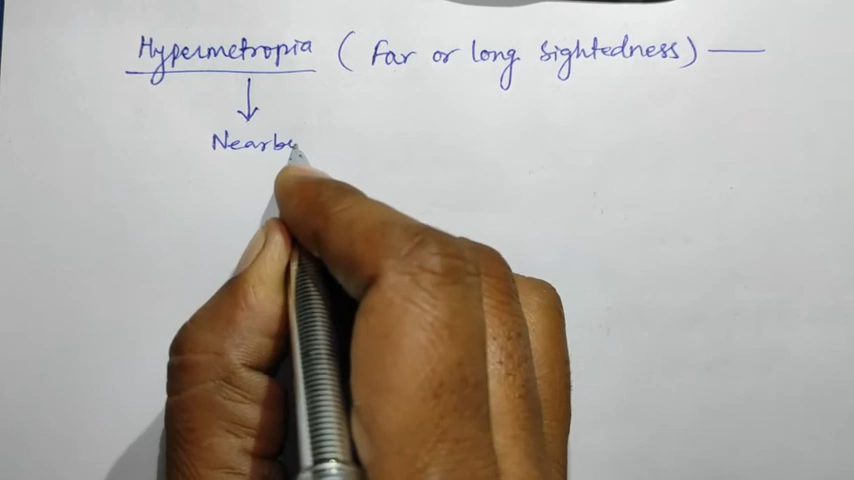 Hypermetropia ( Far or long sightedness) —
Nearby